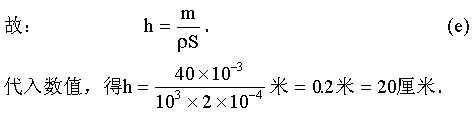 故： h = m/ρS． (e)
代入数值，得h = 40×10⁻³/10³×2×10⁻⁴ 米 = 0.2米 = 20厘米．